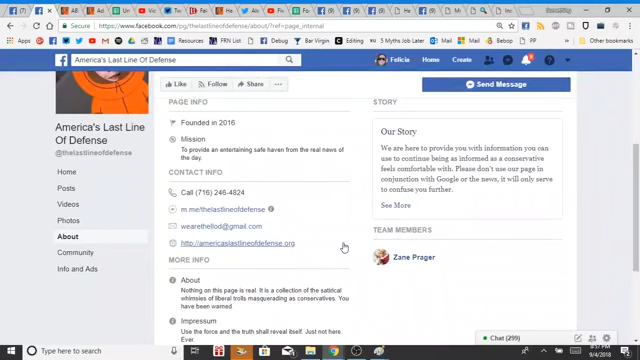 Secure
https://www.facebook.com/pg/thelastlineofdefense/about/?ref=page_internal
Apps
Bookmarks
Results
FRN List
Dropbox
Bar Virgin
Editing
5 Myths Job Later
Mail
Other bookmarks
America's Last Line Of Defense
Felicia
Home
Create
Like
Follow
Share
Send Message
America's Last Line
Of Defense
@thelastlineofdefense
Home
Posts
Videos
Photos
About
Community
Info and Ads
PAGE INFO
Founded in 2016
Mission
To provide an entertaining safe haven from the real news of
the day.
CONTACT INFO
Call (716) 246-4824
m.me/thelastlineofdefense
wearethellod@gmail.com
http://americaslastlineofdefense.org
MORE INFO
About
Nothing on this page is real. It is a collection of the satirical
whimsies of liberal trolls masquerading as conservatives. You
have been warned
Impressum
Use the force and the truth shall reveal itself. Just not here.
STORY
Our Story
We are here to provide you with information you can
use to continue being as informed as a conservative
feels comfortable with. Please don't use our page in
conjunction with Google or the news, it will only serve
to confuse you further.
See More
TEAM MEMBERS
Zane Prager
Chat (299)
Type here to search
9/4/2018